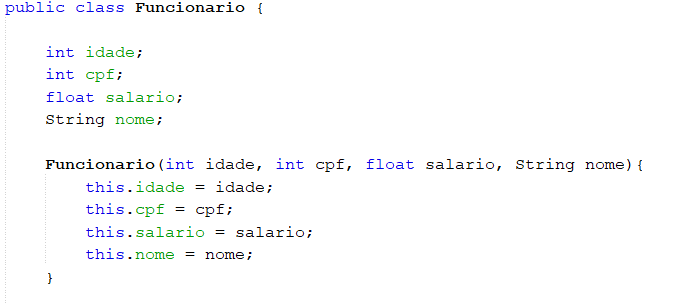 public class Funcionario {
int idade;
int cpf;
float salario;
String nome;
Funcionario(int idade, int cpf, float salario, String nome){
this.idade = idade;
this.cpf = cpf;
this.salario = salario;
this.nome = nome;
}